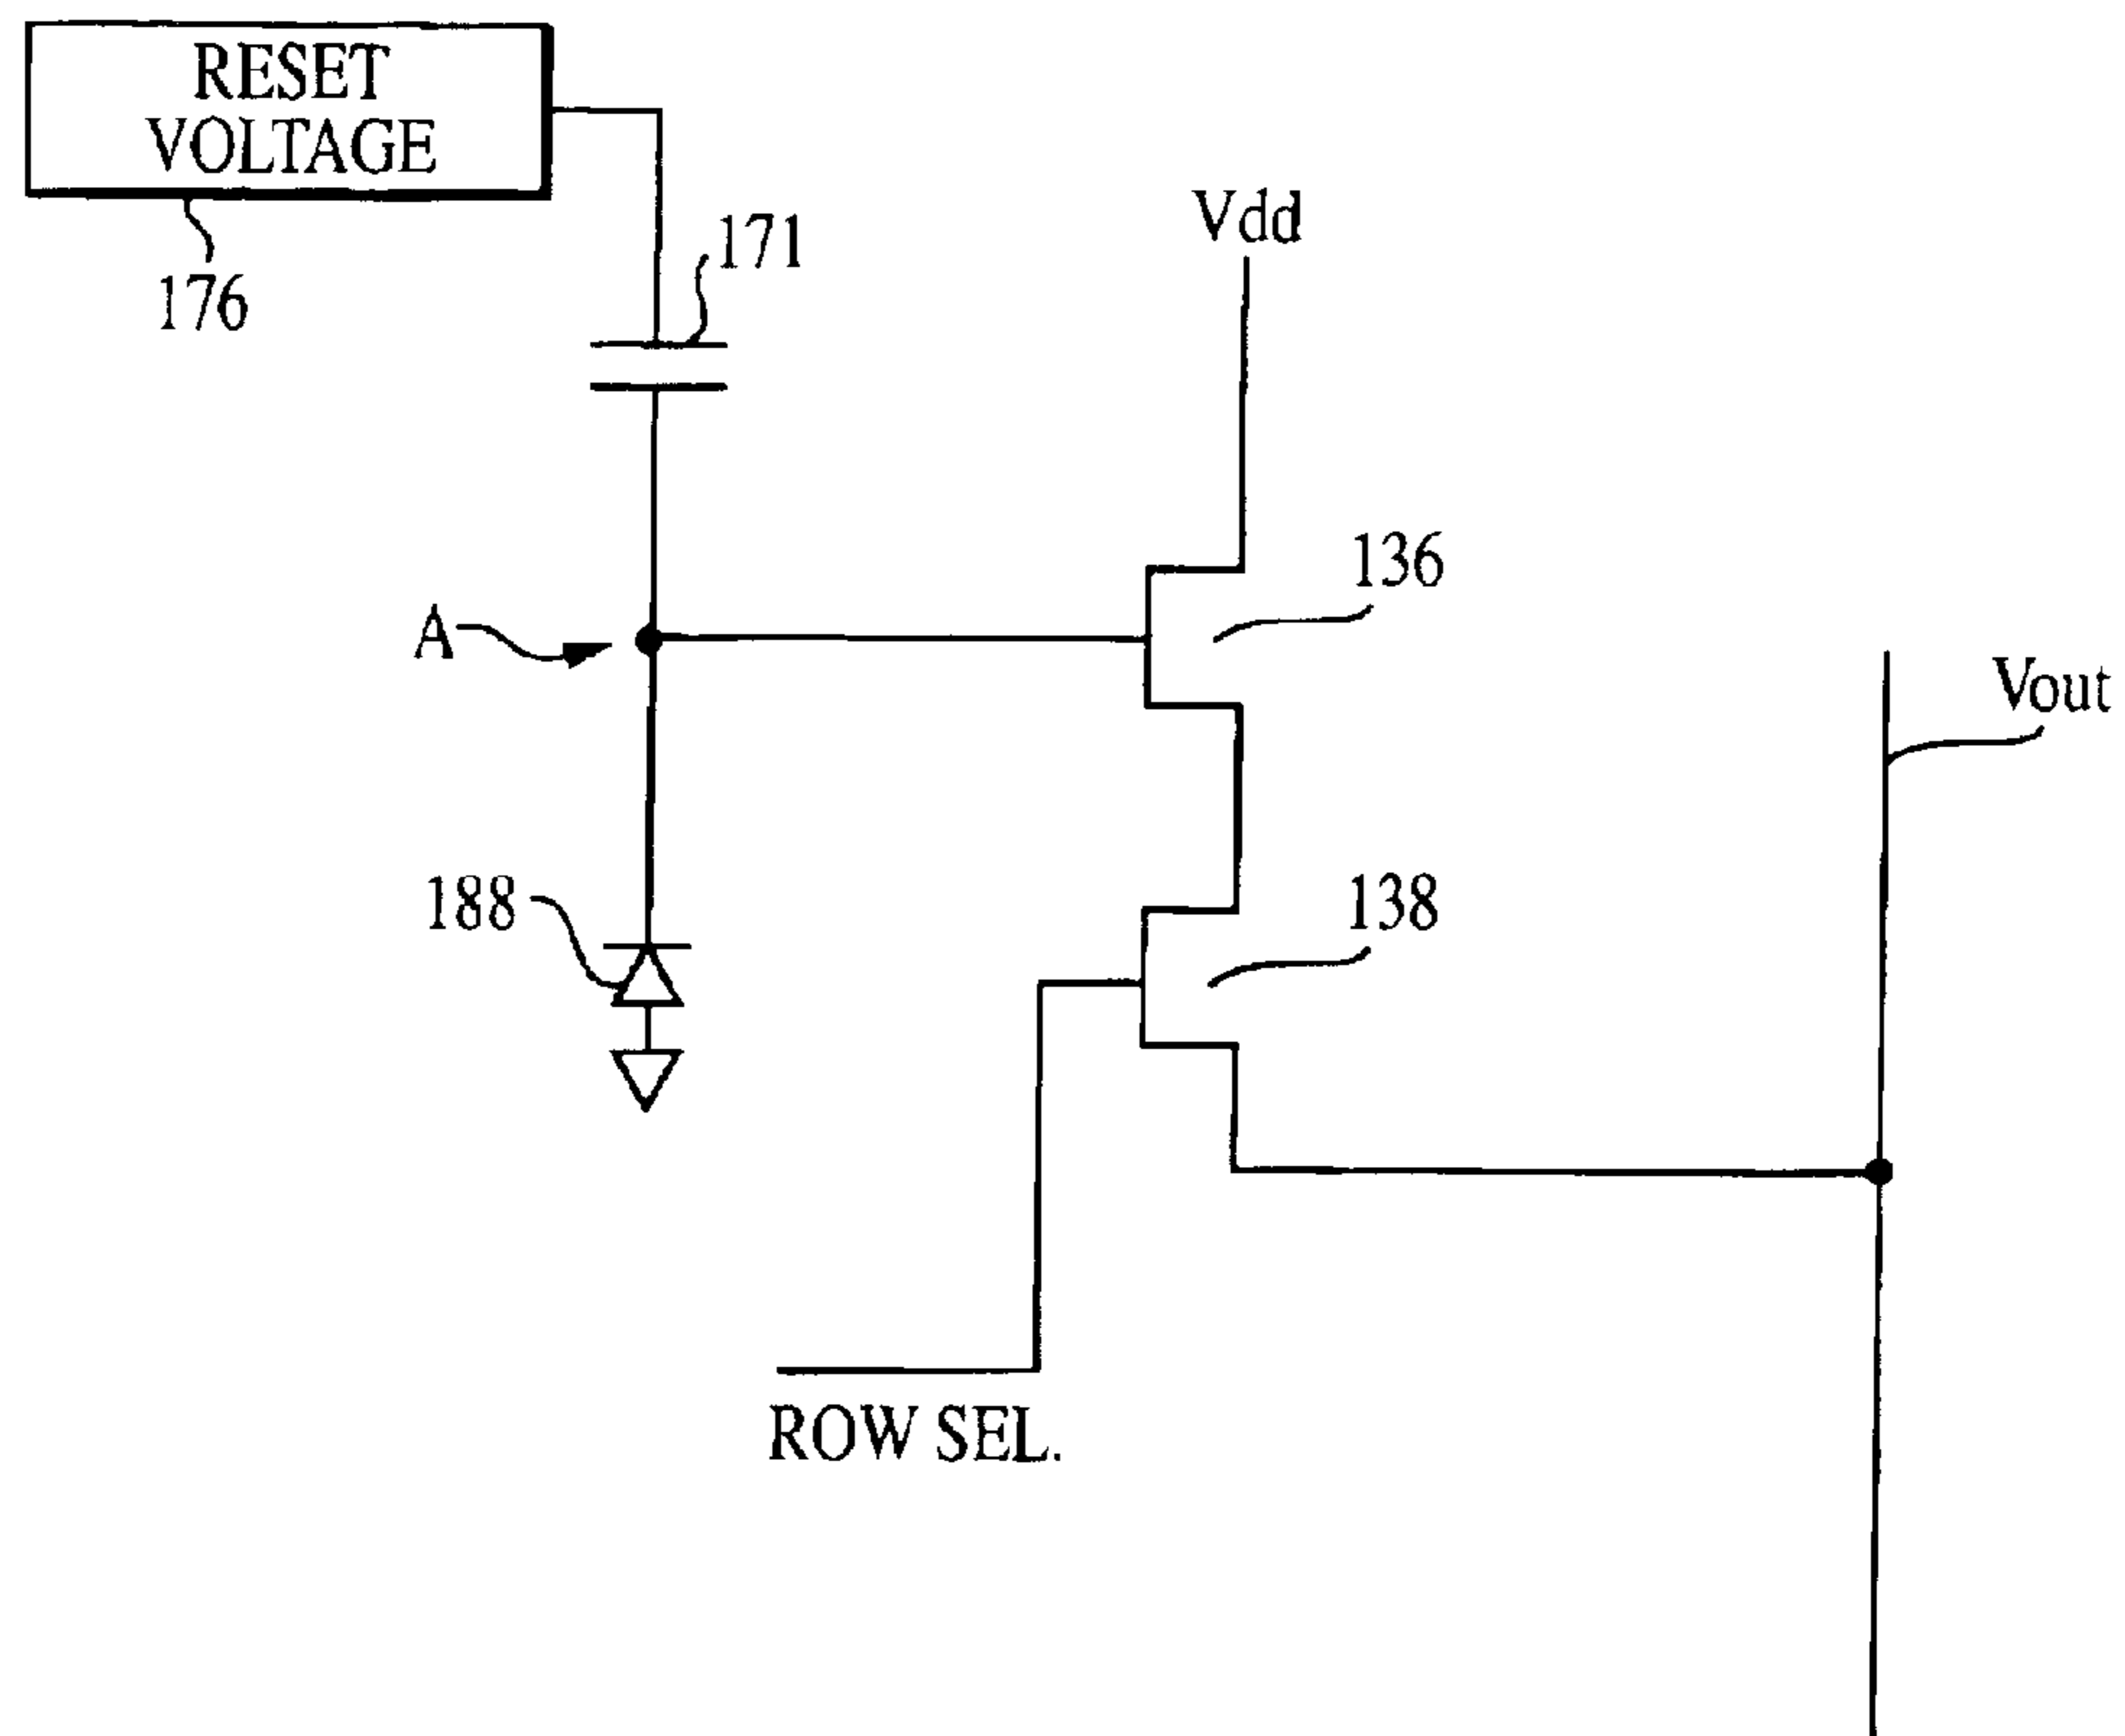 RESET
VOLTAGE
176
171
Vdd
136
A
Vout
188
138
ROW SEL.